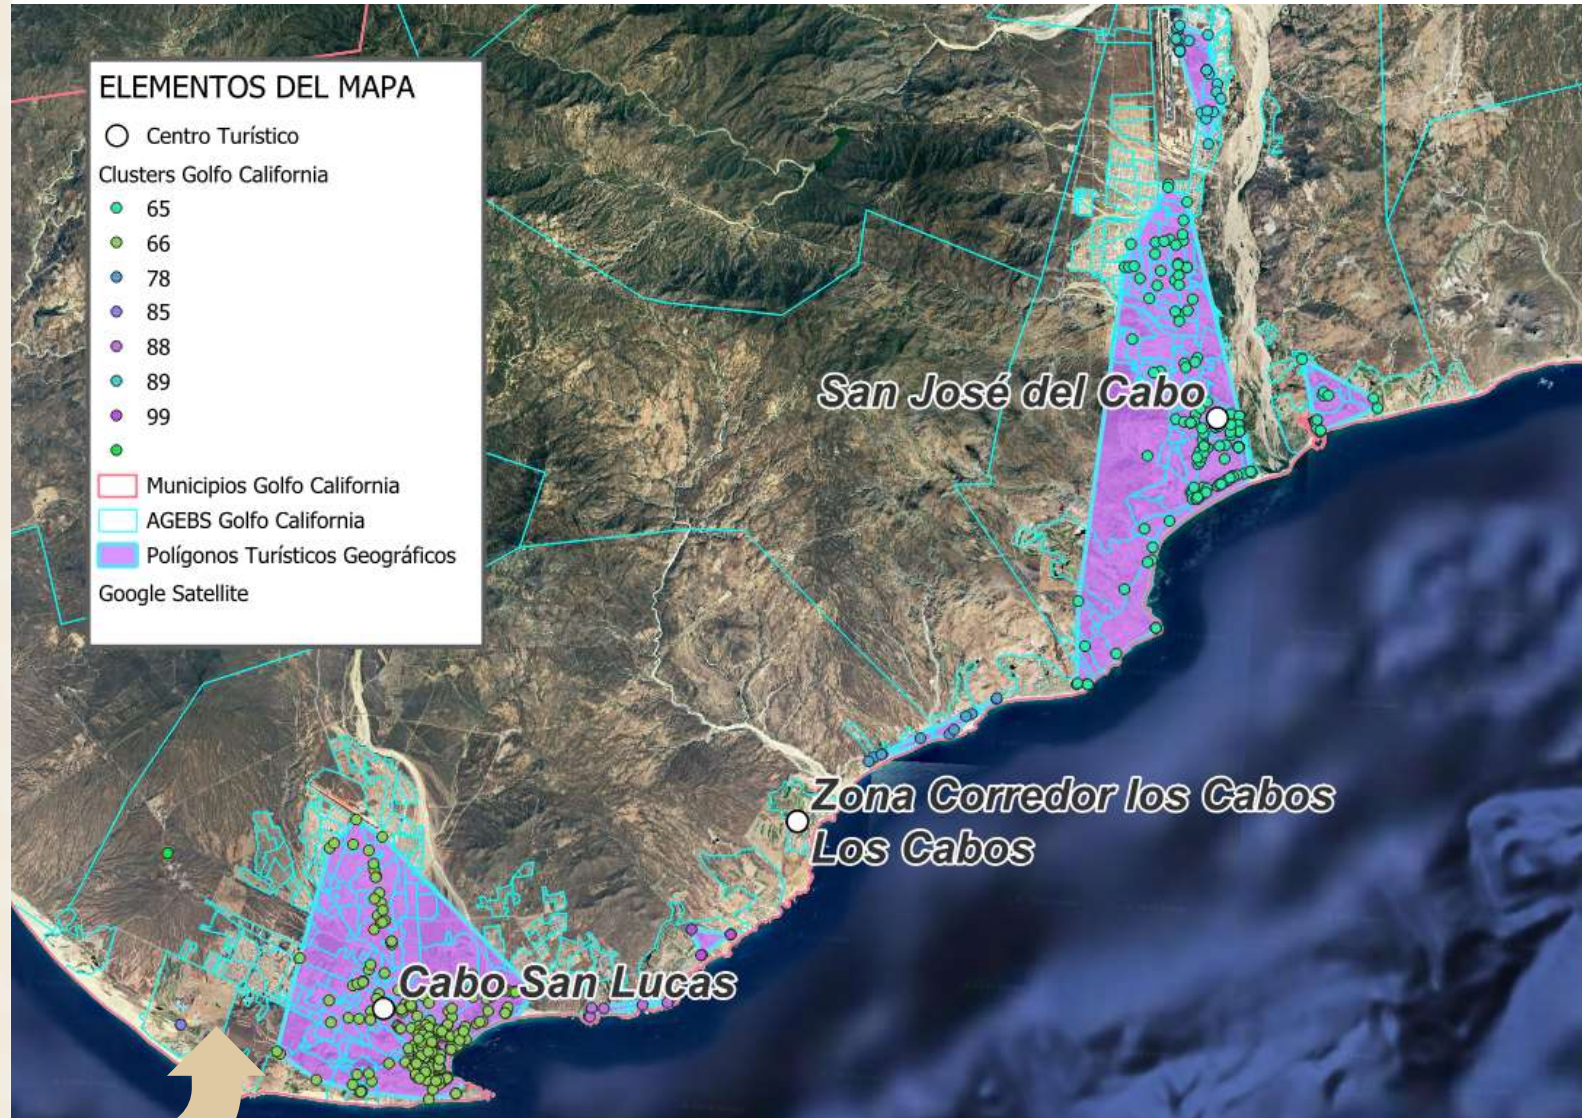 ELEMENTOS DEL MAPA
Centro Turístico
Clusters Golfo California
65
66
78
85
88
89
99
Municipios Golfo California
AGEBS Golfo California
Polígonos Turísticos Geográficos
Google Satellite
San José del Cabo
Zona Corredor los Cabos
Los Cabos
Cabo San Lucas